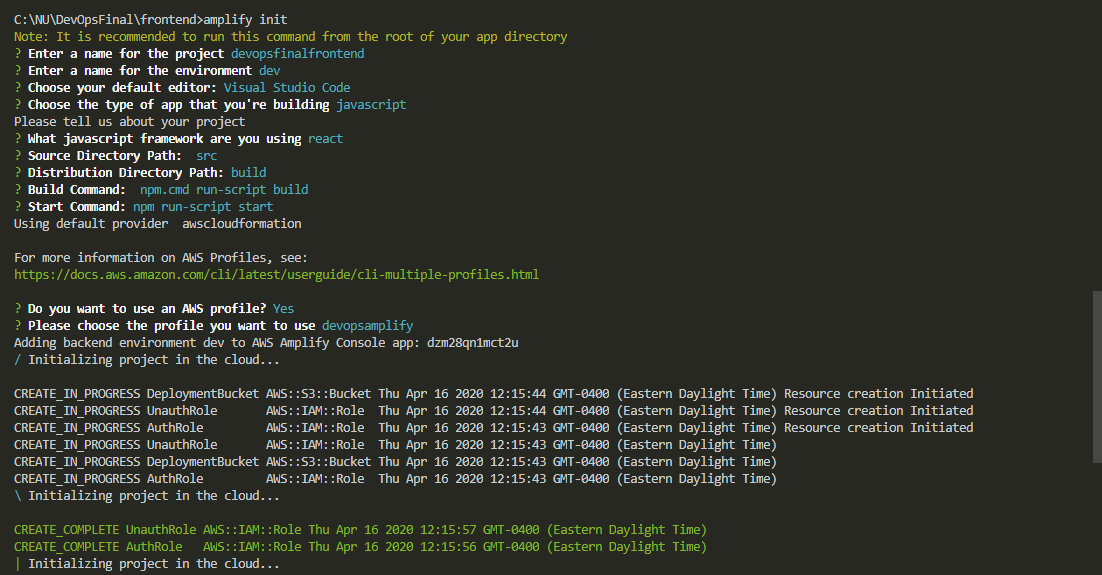 C:\NU\DevOpsFinal\frontend>amplify init
Note: It is recommended to run this command from the root of your app directory
? Enter a name for the project devopsfinalfrontend
? Enter a name for the environment dev
? Choose your default editor: Visual Studio Code
? Choose the type of app that you're building javascript
Please tell us about your project
? What javascript framework are you using react
? Source Directory Path:  src
? Distribution Directory Path: build
? Build Command:  npm.cmd run-script build
? Start Command: npm run-script start
Using default provider  awscloudformation
For more information on AWS Profiles, see:
https://docs.aws.amazon.com/cli/latest/userguide/cli-multiple-profiles.html
? Do you want to use an AWS profile? Yes
? Please choose the profile you want to use devopsamplify
Adding backend environment dev to AWS Amplify Console app: dzm28qn1mct2u
/ Initializing project in the cloud...
CREATE_IN_PROGRESS DeploymentBucket AWS::S3::Bucket Thu Apr 16 2020 12:15:44 GMT-0400 (Eastern Daylight Time) Resource creation Initiated
CREATE_IN_PROGRESS UnauthRole       AWS::IAM::Role  Thu Apr 16 2020 12:15:44 GMT-0400 (Eastern Daylight Time) Resource creation Initiated
CREATE_IN_PROGRESS AuthRole         AWS::IAM::Role  Thu Apr 16 2020 12:15:43 GMT-0400 (Eastern Daylight Time) Resource creation Initiated
CREATE_IN_PROGRESS UnauthRole       AWS::IAM::Role  Thu Apr 16 2020 12:15:43 GMT-0400 (Eastern Daylight Time)
CREATE_IN_PROGRESS DeploymentBucket AWS::S3::Bucket Thu Apr 16 2020 12:15:43 GMT-0400 (Eastern Daylight Time)
CREATE_IN_PROGRESS AuthRole         AWS::IAM::Role  Thu Apr 16 2020 12:15:43 GMT-0400 (Eastern Daylight Time)
\ Initializing project in the cloud...
CREATE_COMPLETE UnauthRole AWS::IAM::Role Thu Apr 16 2020 12:15:57 GMT-0400 (Eastern Daylight Time)
CREATE_COMPLETE AuthRole   AWS::IAM::Role Thu Apr 16 2020 12:15:56 GMT-0400 (Eastern Daylight Time)
| Initializing project in the cloud...